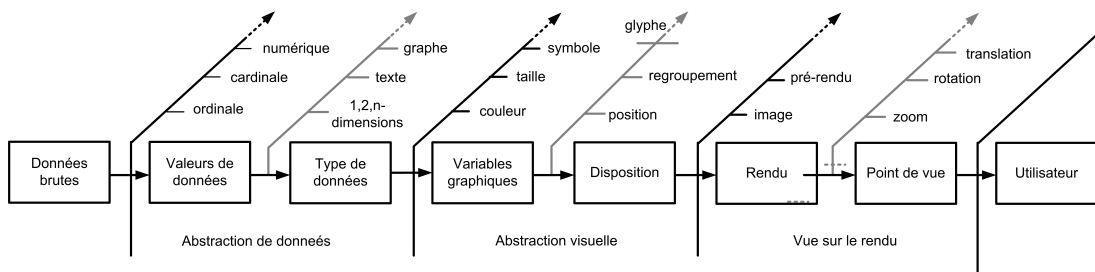 glyphe
numérique
graphe
symbole
translation
cardinale
texte
taille
regroupement
pré-rendu
rotation
ordinale
1,2,n-
dimensions
couleur
position
image
zoom
Données
brutes
Valeurs de
données
Type de
données
Variables
graphiques
Disposition
Rendu
Point de vue
Utilisateur
Abstraction de donneés
Abstraction visuelle
Vue sur le rendu